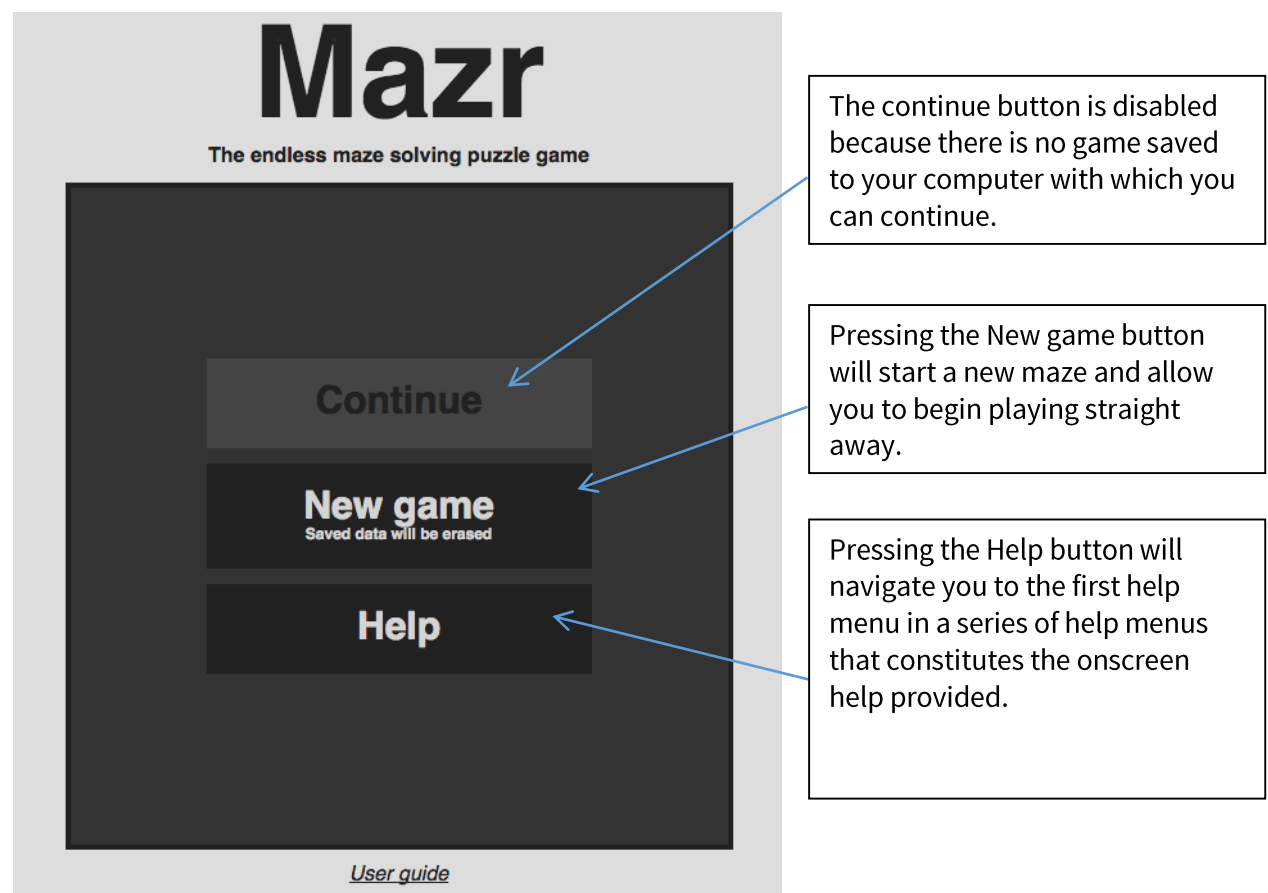 Mazr
The endless maze solving puzzle game
Continue
New game
Saved data will be erased
Help
User guide
The continue button is disabled
because there is no game saved
to your computer with which you
can continue.
Pressing the New game button
will start a new maze and allow
you to begin playing straight
away.
Pressing the Help button will
navigate you to the first help
menu in a series of help menus
that constitutes the onscreen
help provided.